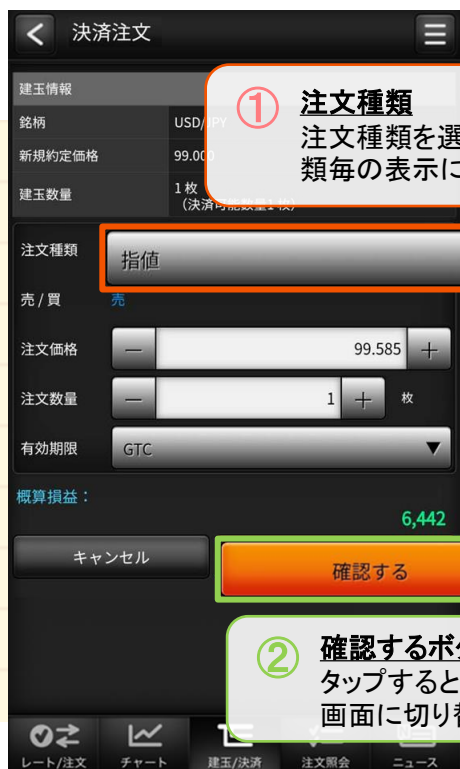 決済注文
建玉情報
銘柄 USD/JPY
新規約定価格 99.000
建玉数量 1枚
(決済可能数量1枚)
① 注文種類
注文種類を選
類毎の表示に
注文種類 指値
売/買 売
注文価格 － 99.585 ＋
注文数量 － 1 ＋ 枚
有効期限 GTC ▼
概算損益：
6,442
キャンセル 確認する
② 確認するボ
タップすると
画面に切り
レート/注文 チャート 建玉/決済 注文照会 ニュース